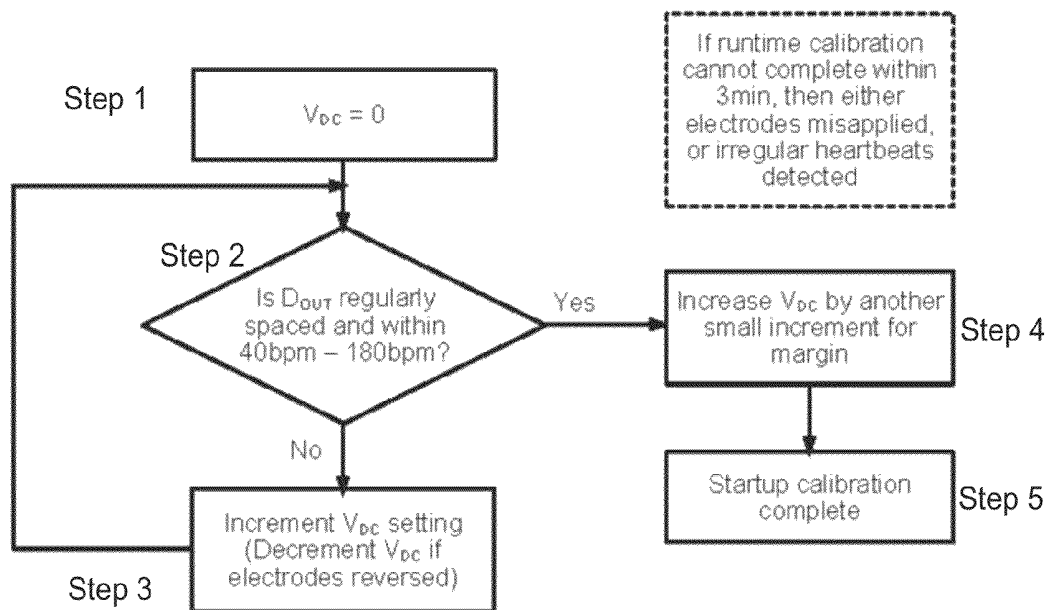 Step 1
V_DC = 0
If runtime calibration
cannot complete within
3min, then either
electrodes misapplied,
or irregular heartbeats
detected
Step 2
Is D_OUT regularly
spaced and within
40bpm – 180bpm?
Yes
Increase V_DC by another
small increment for
margin
Step 4
No
Startup calibration
complete
Step 5
Increment V_DC setting
(Decrement V_DC if
electrodes reversed)
Step 3